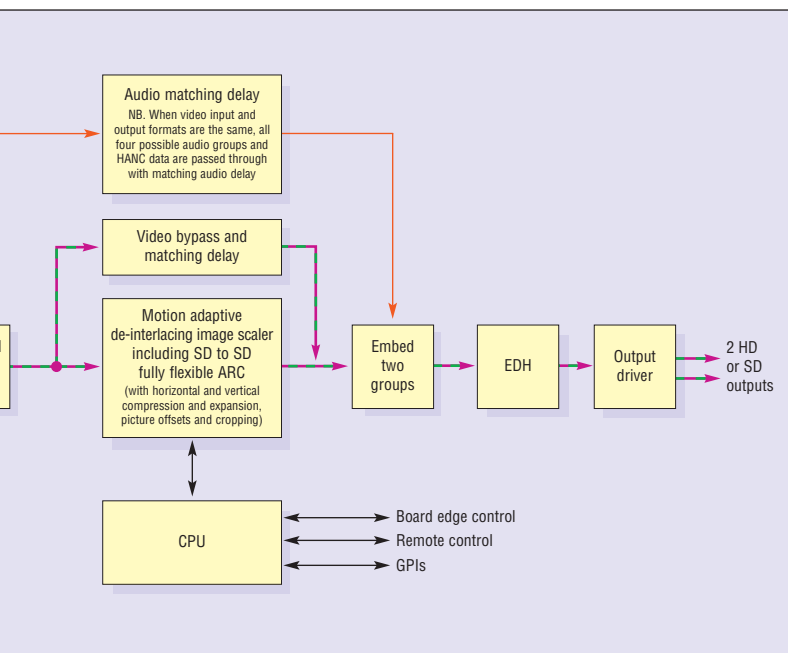 Audio matching delay
NB. When video input and
output formats are the same, all
four possible audio groups and
HANC data are passed through
with matching audio delay
Video bypass and
matching delay
Motion adaptive
de-interlacing image scaler
including SD to SD
fully flexible ARC
(with horizontal and vertical
compression and expansion,
picture offsets and cropping)
Embed
two
groups
EDH
Output
driver
2 HD
or SD
outputs
CPU
Board edge control
Remote control
GPIs